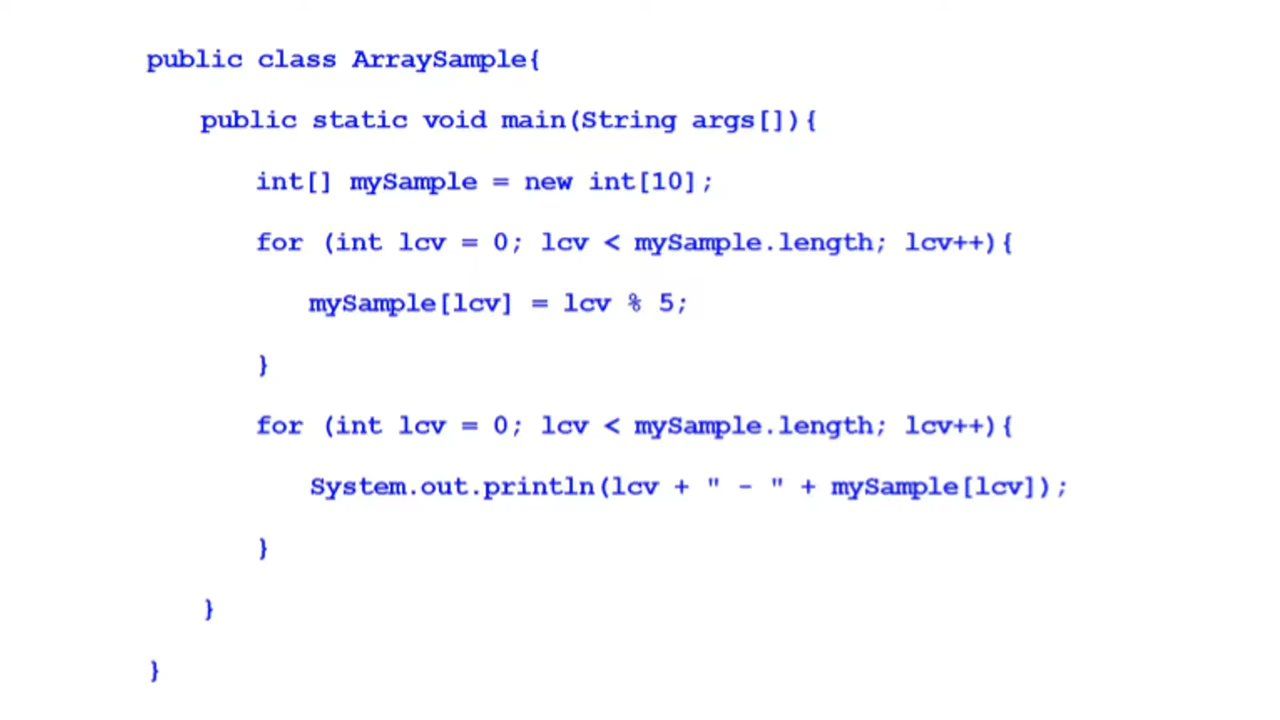 public class ArraySample{
public static void main(String args[]){
int[] mySample = new int[10];
for (int lcv = 0; lcv < mySample.length; lcv++){
mySample[lcv] = lcv % 5;
}
for (int lcv = 0; lcv < mySample.length; lcv++){
System.out.println(lcv + " - " + mySample[lcv]);
}
}
}